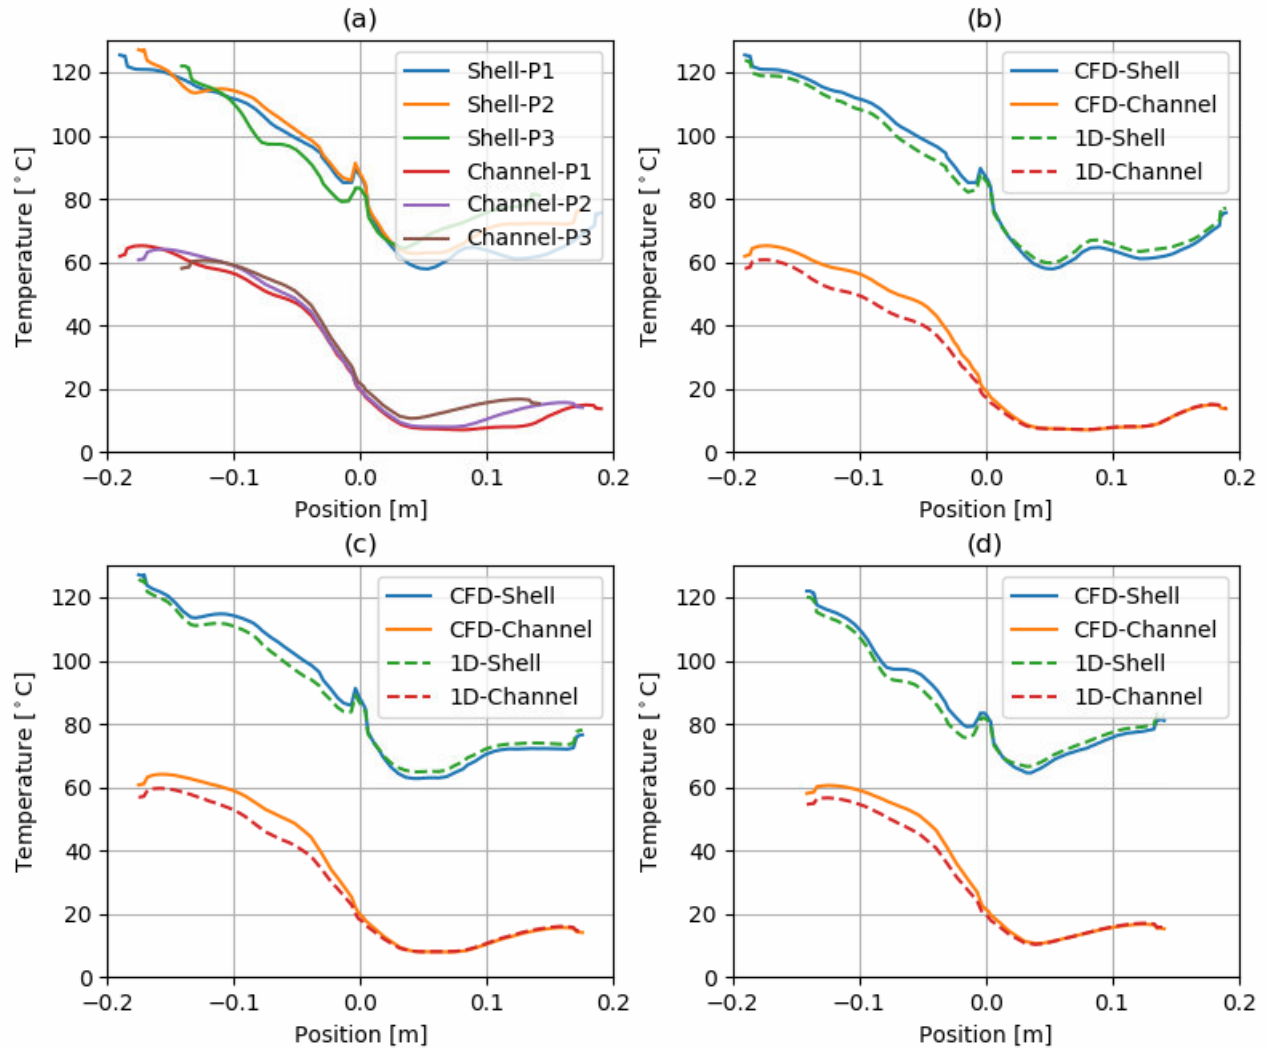 (a)
Temperature [°C]
120
100
80
60
40
20
0
Shell-P1
Shell-P2
Shell-P3
Channel-P1
Channel-P2
Channel-P3
−0.2 −0.1 0.0 0.1 0.2
Position [m]
(b)
Temperature [°C]
120
100
80
60
40
20
0
CFD-Shell
CFD-Channel
1D-Shell
1D-Channel
−0.2 −0.1 0.0 0.1 0.2
Position [m]
(c)
Temperature [°C]
120
100
80
60
40
20
0
CFD-Shell
CFD-Channel
1D-Shell
1D-Channel
−0.2 −0.1 0.0 0.1 0.2
Position [m]
(d)
Temperature [°C]
120
100
80
60
40
20
0
CFD-Shell
CFD-Channel
1D-Shell
1D-Channel
−0.2 −0.1 0.0 0.1 0.2
Position [m]